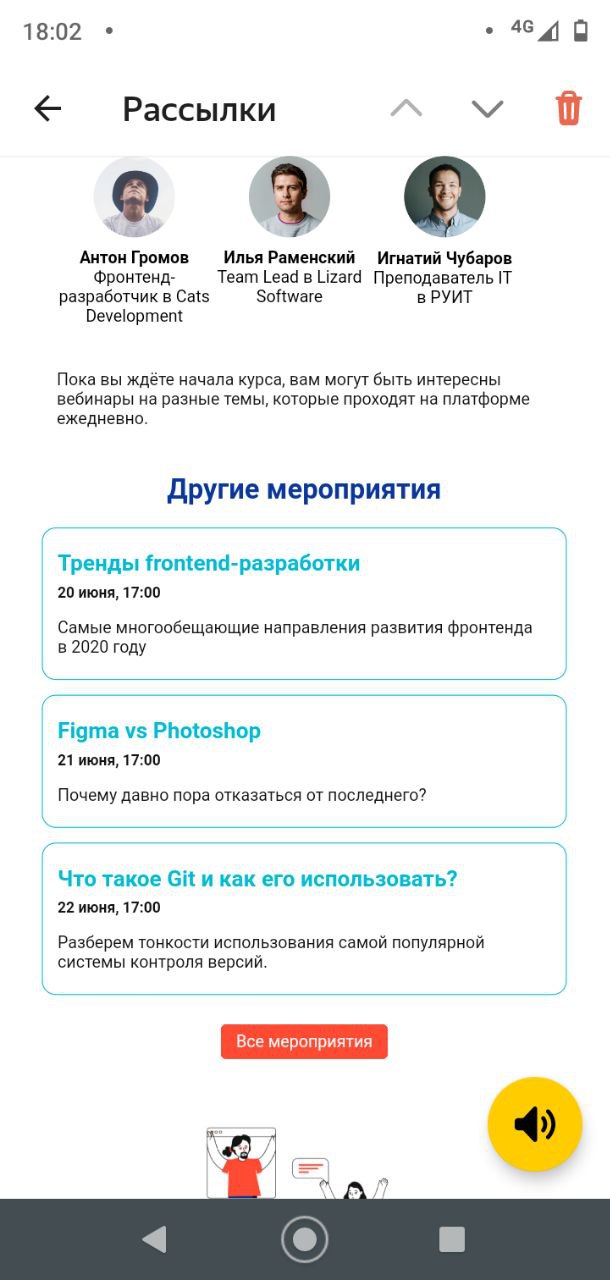 18:02
4G
Рассылки
Антон Громов
Илья Раменский
Игнатий Чубаров
Фронтенд-
разработчик в Cats
Development
Team Lead в Lizard
Software
Преподаватель IT
в РУИТ
Пока вы ждёте начала курса, вам могут быть интересны
вебинары на разные темы, которые проходят на платформе
ежедневно.
Другие мероприятия
Тренды frontend-разработки
20 июня, 17:00
Самые многообещающие направления развития фронтенда
в 2020 году
Figma vs Photoshop
21 июня, 17:00
Почему давно пора отказаться от последнего?
Что такое Git и как его использовать?
22 июня, 17:00
Разберем тонкости использования самой популярной
системы контроля версий.
Все мероприятия